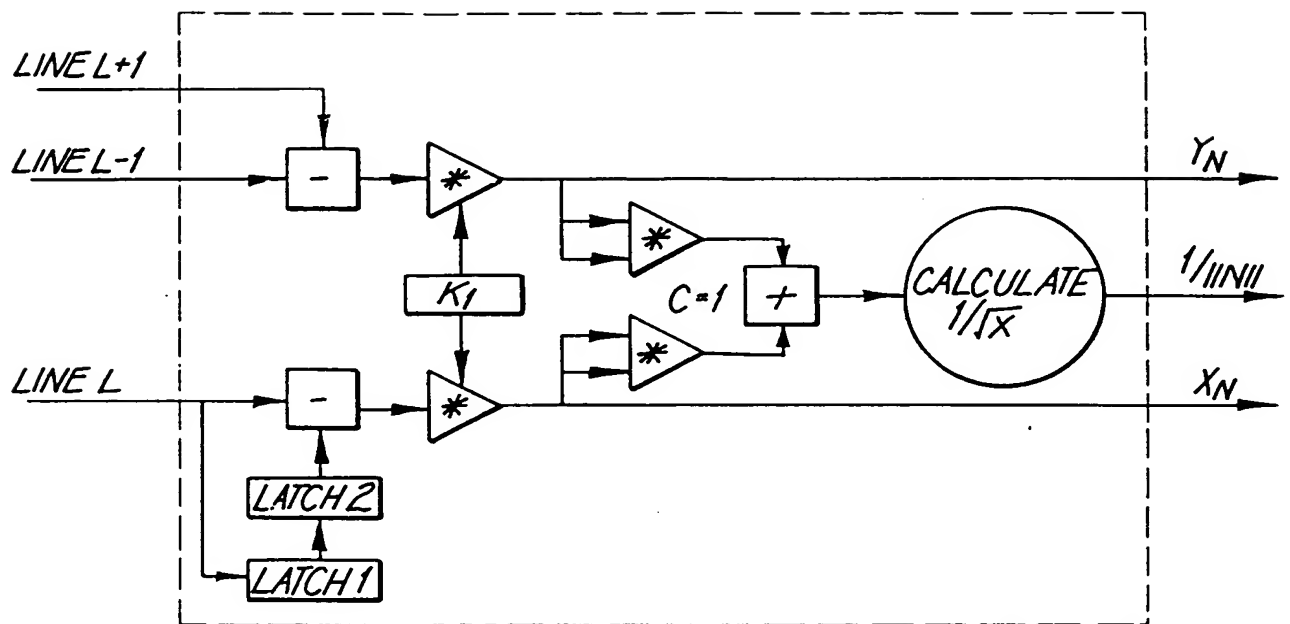 LINE L+1
LINE L-1
-
*
Y_N
*
K1
C=1
+
CALCULATE
1/√X
1/||N||
*
LINE L
-
*
X_N
LATCH 2
LATCH 1